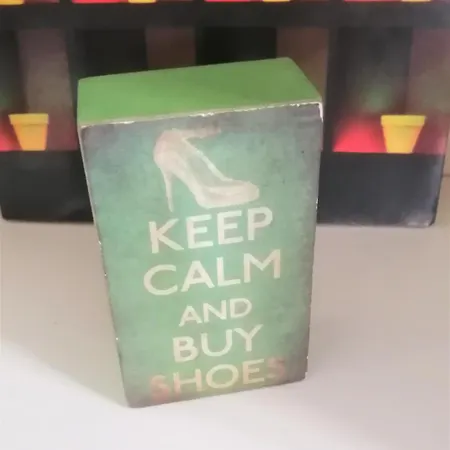 KEEP
CALM
AND
BUY
SHOES